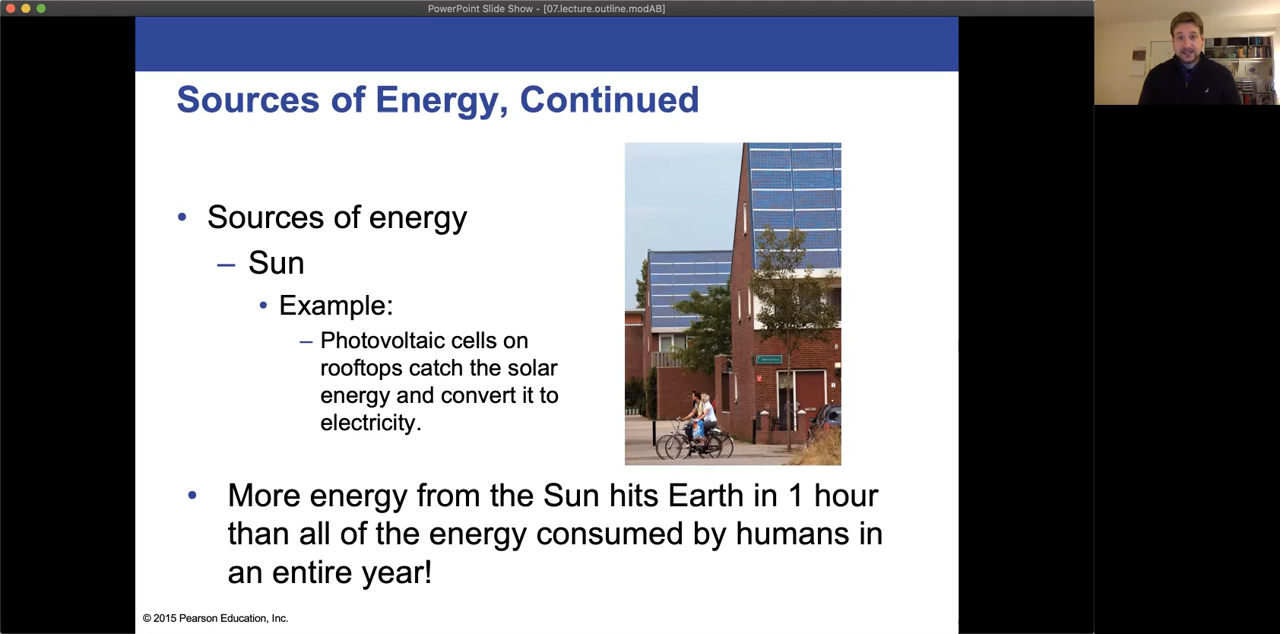 PowerPoint Slide Show - [07.lecture.outline.modAB]
Sources of Energy, Continued
• Sources of energy
– Sun
• Example:
– Photovoltaic cells on
rooftops catch the solar
energy and convert it to
electricity.
• More energy from the Sun hits Earth in 1 hour
than all of the energy consumed by humans in
an entire year!
© 2015 Pearson Education, Inc.